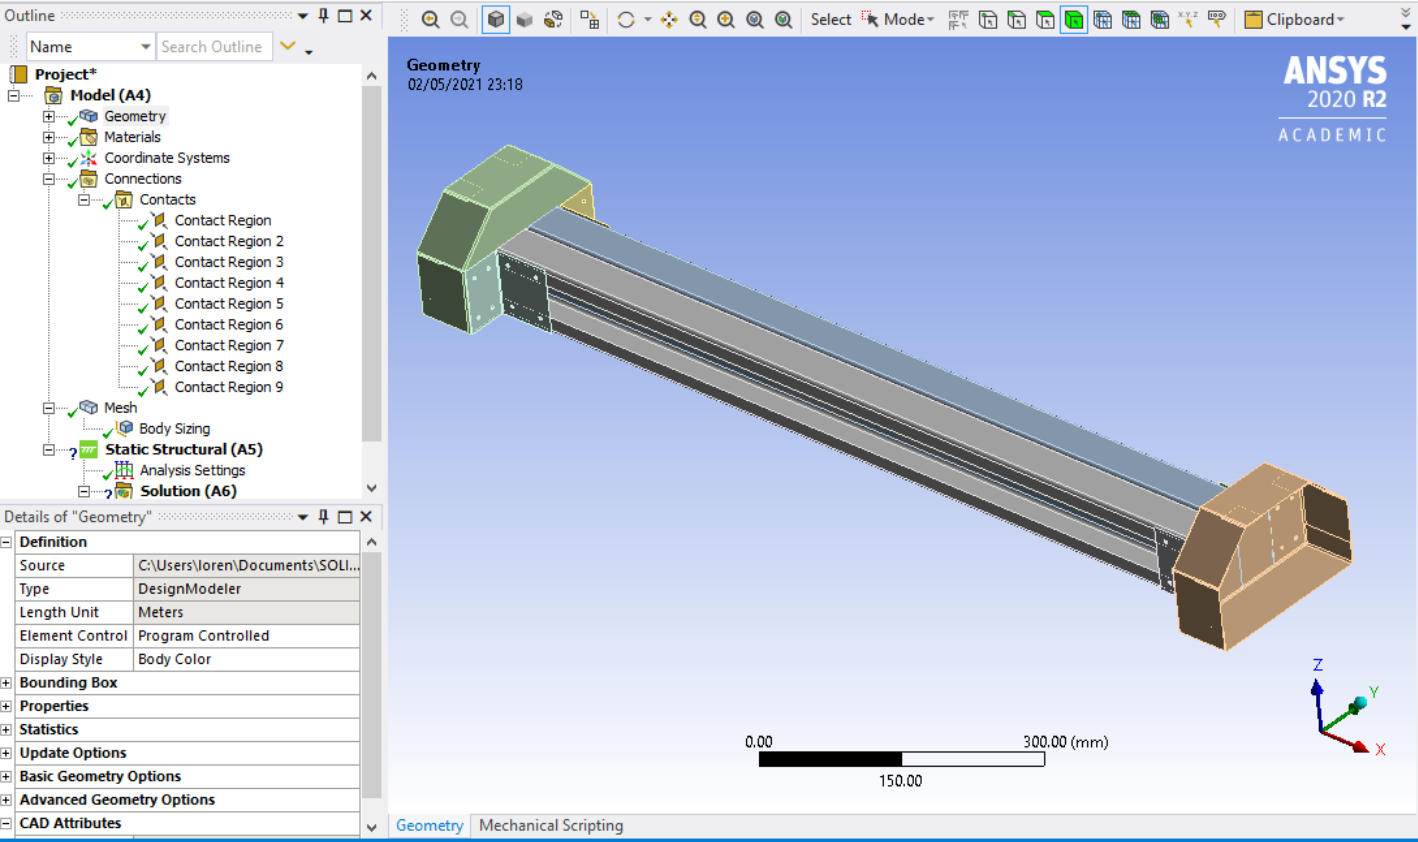 Outline
Select
Mode
Clipboard
Name
Search Outline
Project*
Model (A4)
Geometry
Materials
Coordinate Systems
Connections
Contacts
Contact Region
Contact Region 2
Contact Region 3
Contact Region 4
Contact Region 5
Contact Region 6
Contact Region 7
Contact Region 8
Contact Region 9
Mesh
Body Sizing
Static Structural (A5)
Analysis Settings
Solution (A6)
Details of "Geometry"
Definition
Source C:\Users\loren\Documents\SOLI...
Type DesignModeler
Length Unit Meters
Element Control Program Controlled
Display Style Body Color
Bounding Box
Properties
Statistics
Update Options
Basic Geometry Options
Advanced Geometry Options
CAD Attributes
Geometry
02/05/2021 23:18
ANSYS
2020 R2
ACADEMIC
Z
Y
X
0.00 300.00 (mm)
150.00
Geometry Mechanical Scripting